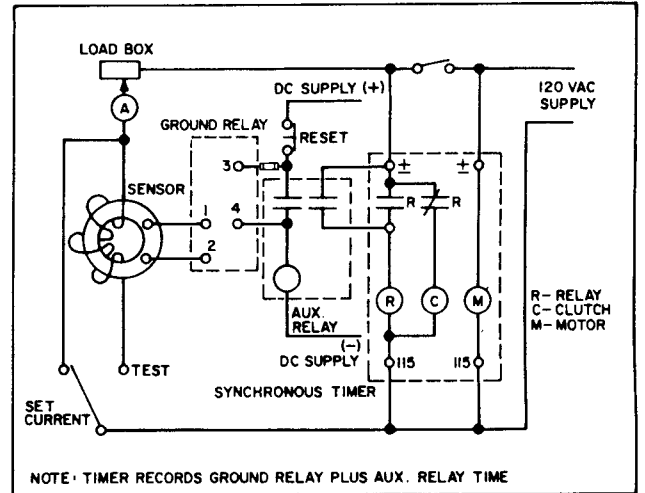 LOAD BOX
A
DC SUPPLY (+)
120 VAC
SUPPLY
GROUND RELAY
RESET
3
±
±
SENSOR
1
4
R
R
2
R
C
M
R- RELAY
C- CLUTCH
M- MOTOR
AUX.
RELAY
(-)
DC SUPPLY
115
115
TEST
SYNCHRONOUS TIMER
SET
CURRENT
NOTE: TIMER RECORDS GROUND RELAY PLUS AUX. RELAY TIME